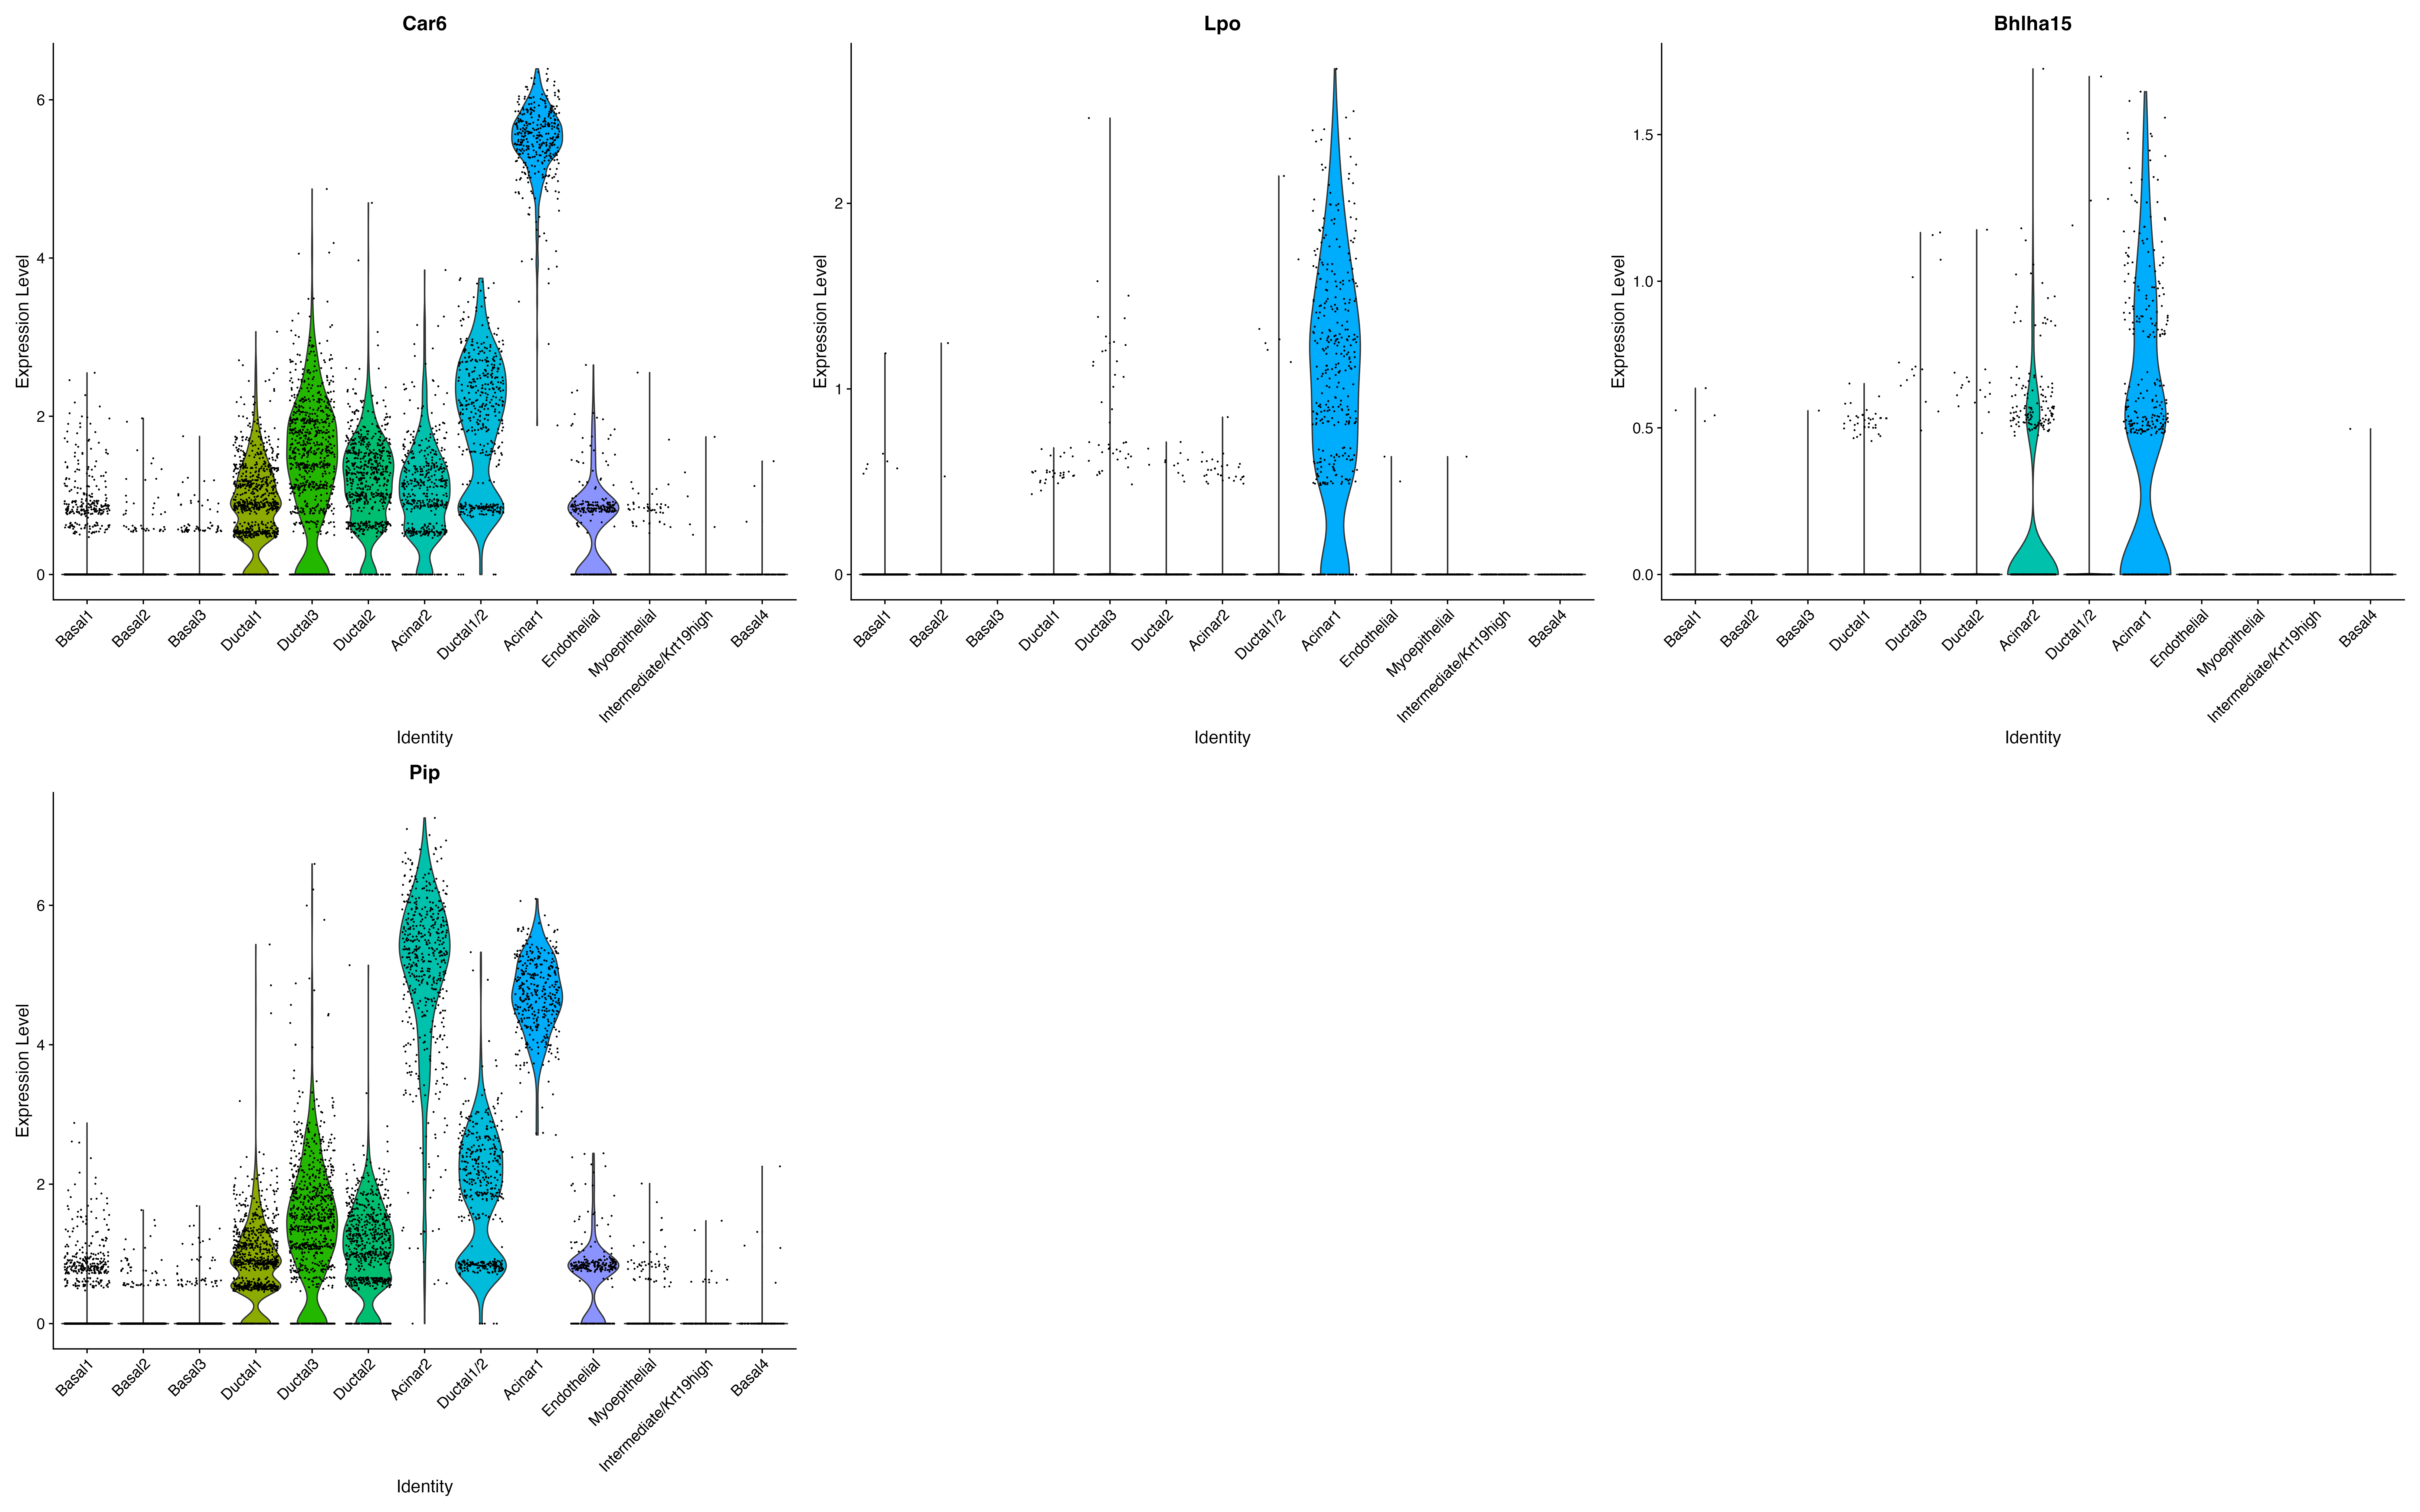 Car6
Expression Level
6
4
2
0
Basal1
Basal2
Basal3
Ductal1
Ductal3
Ductal2
Acinar2
Ductal1/2
Acinar1
Endothelial
Myoepithelial
Intermediate/Krt19high
Basal4
Identity
Lpo
Expression Level
2
1
0
Basal1
Basal2
Basal3
Ductal1
Ductal3
Ductal2
Acinar2
Ductal1/2
Acinar1
Endothelial
Myoepithelial
Intermediate/Krt19high
Basal4
Identity
Bhlha15
Expression Level
1.5
1.0
0.5
0.0
Basal1
Basal2
Basal3
Ductal1
Ductal3
Ductal2
Acinar2
Ductal1/2
Acinar1
Endothelial
Myoepithelial
Intermediate/Krt19high
Basal4
Identity
Pip
Expression Level
6
4
2
0
Basal1
Basal2
Basal3
Ductal1
Ductal3
Ductal2
Acinar2
Ductal1/2
Acinar1
Endothelial
Myoepithelial
Intermediate/Krt19high
Basal4
Identity